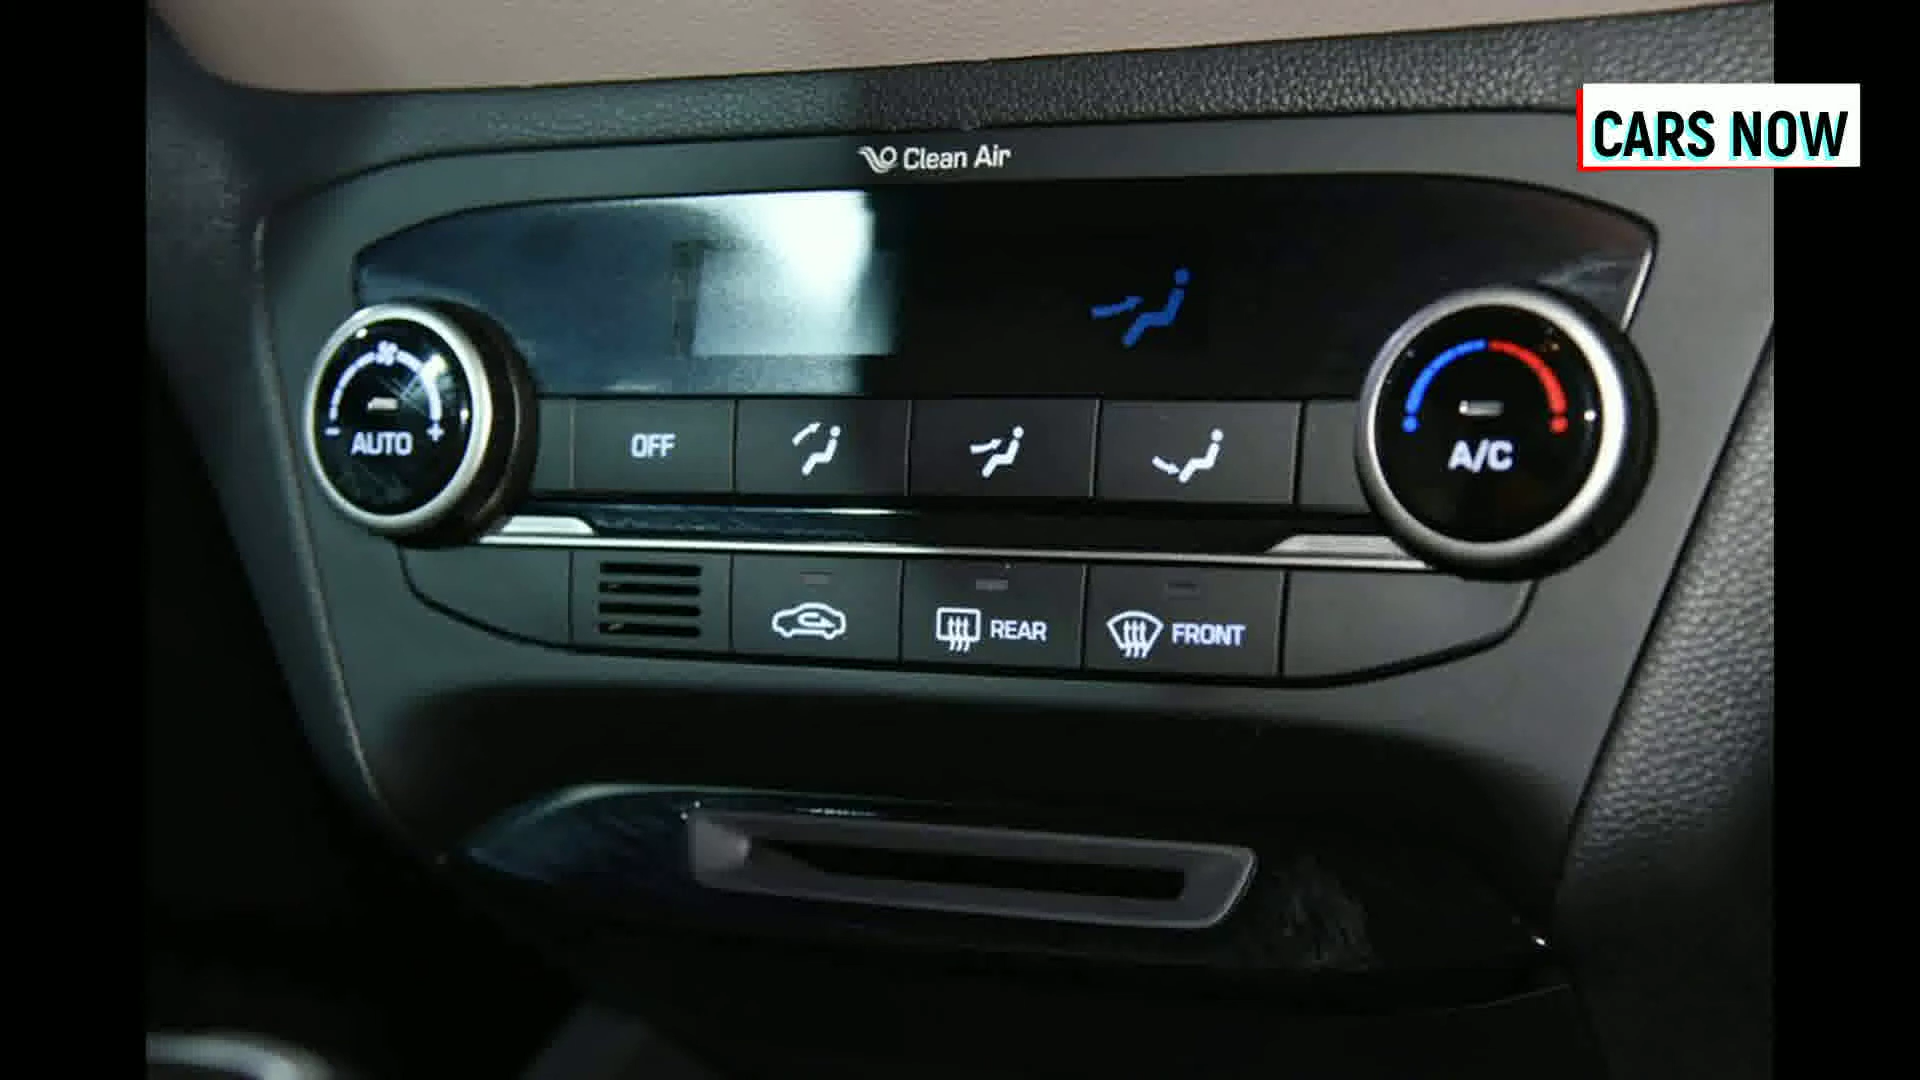 CARS NOW
Clean Air
- +
AUTO
OFF
A/C
REAR
FRONT